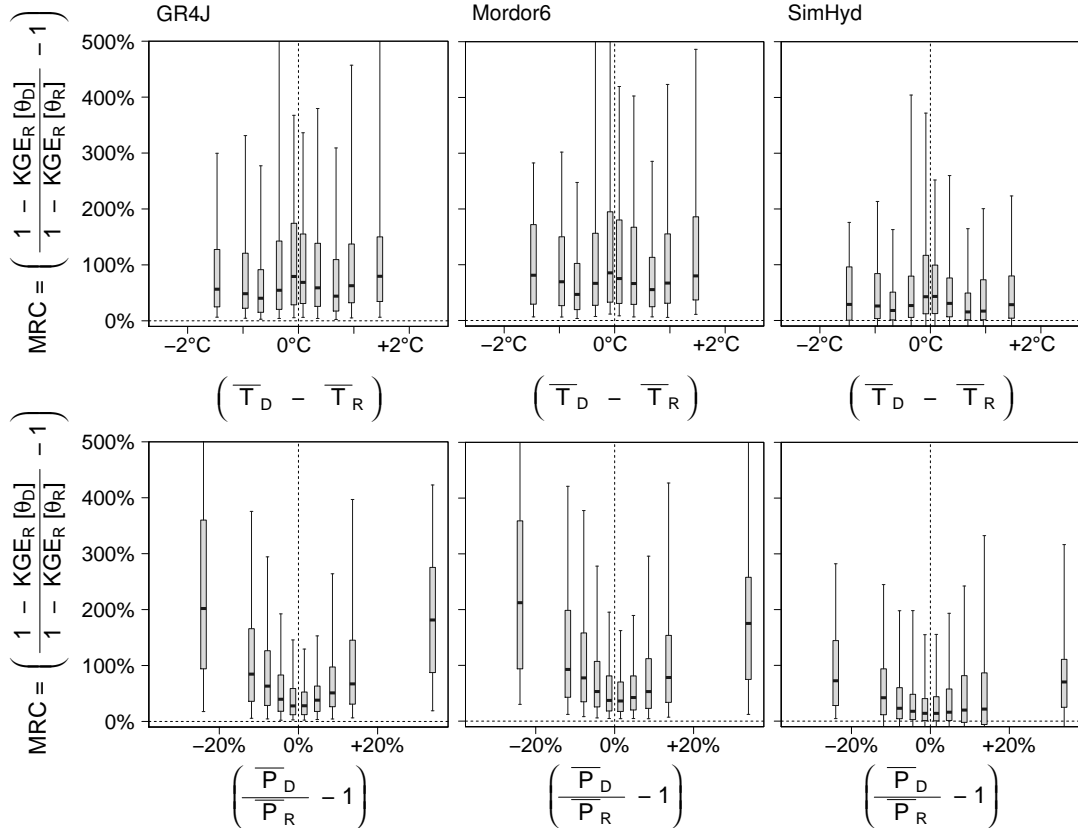 GR4J Mordor6 SimHyd
MRC = ( 1 − KGE_R [θ_D] / 1 − KGE_R [θ_R] − 1 )
500%
400%
300%
200%
100%
0%
−2°C 0°C +2°C −2°C 0°C +2°C −2°C 0°C +2°C
( T̅_D − T̅_R ) ( T̅_D − T̅_R ) ( T̅_D − T̅_R )
MRC = ( 1 − KGE_R [θ_D] / 1 − KGE_R [θ_R] − 1 )
500%
400%
300%
200%
100%
0%
−20% 0% +20% −20% 0% +20% −20% 0% +20%
( P̅_D / P̅_R − 1 ) ( P̅_D / P̅_R − 1 ) ( P̅_D / P̅_R − 1 )